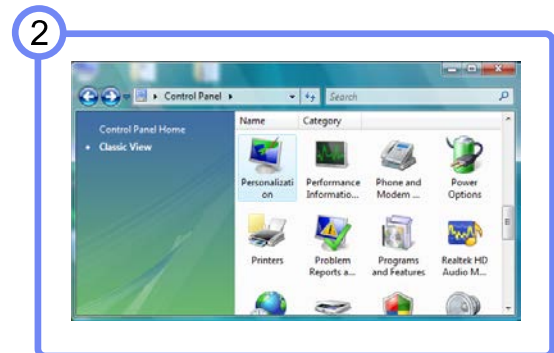 2
Control Panel
Search
Control Panel Home
Classic View
Name Category
Personalizati
on
Performance
Informatio...
Phone and
Modem ...
Power
Options
Printers
Problem
Reports a...
Programs
and Features
Realtek HD
Audio M...